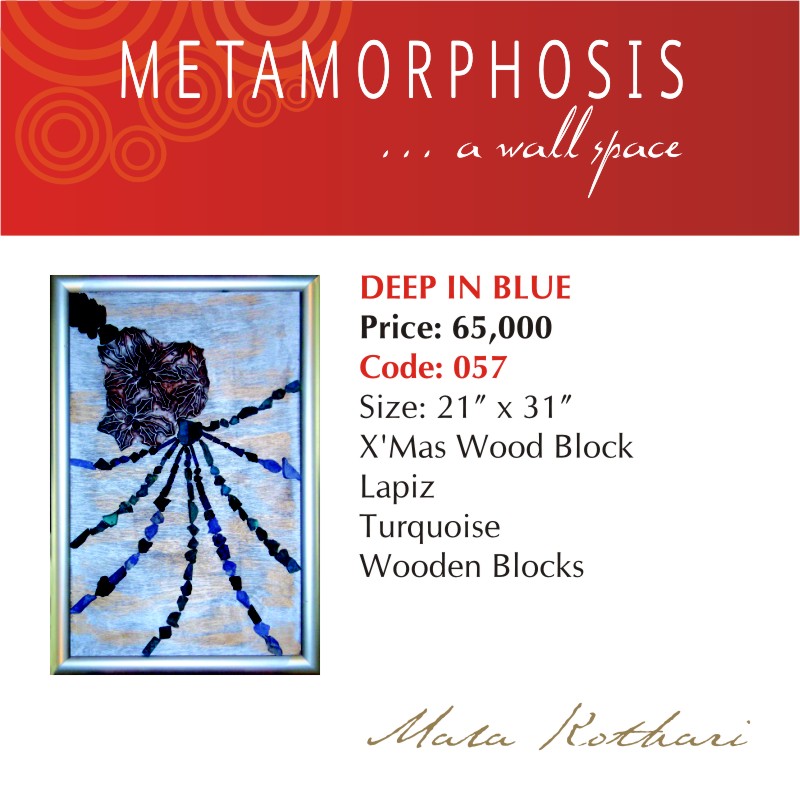 METAMORPHOSIS
... a wall space
DEEP IN BLUE
Price: 65,000
Code: 057
Size: 21” x 31”
X'Mas Wood Block
Lapiz
Turquoise
Wooden Blocks
Mala Kothari